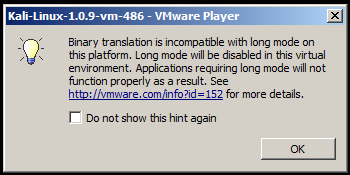 Kali-Linux-1.0.9-vm-486 - VMware Player
Binary translation is incompatible with long mode on
this platform. Long mode will be disabled in this virtual
environment. Applications requiring long mode will not
function properly as a result. See
http://vmware.com/info?id=152 for more details.
Do not show this hint again
OK